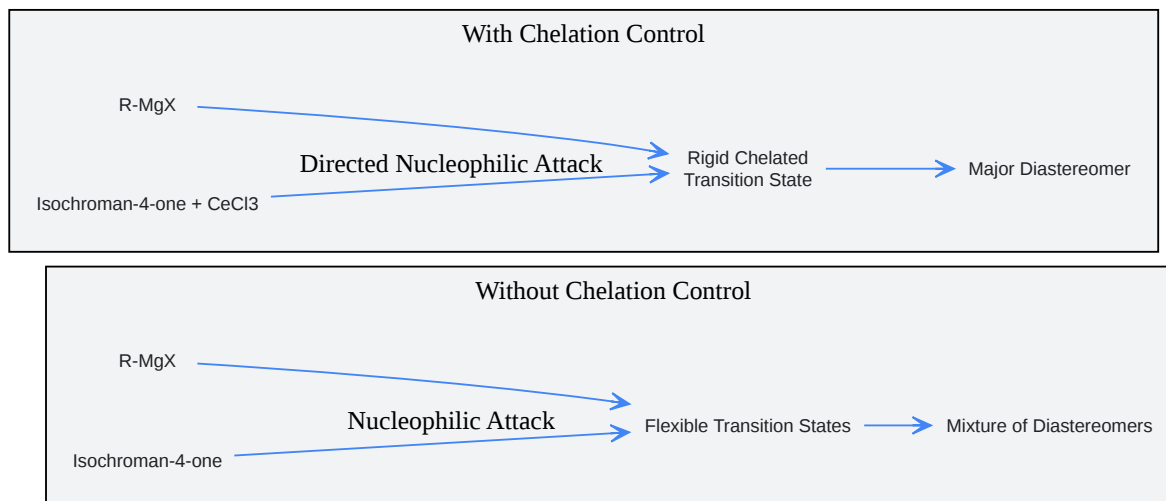 With Chelation Control
R-MgX
Directed Nucleophilic Attack
Rigid Chelated
Transition State
Major Diastereomer
Isochroman-4-one + CeCl3
Without Chelation Control
R-MgX
Nucleophilic Attack
Flexible Transition States
Mixture of Diastereomers
Isochroman-4-one